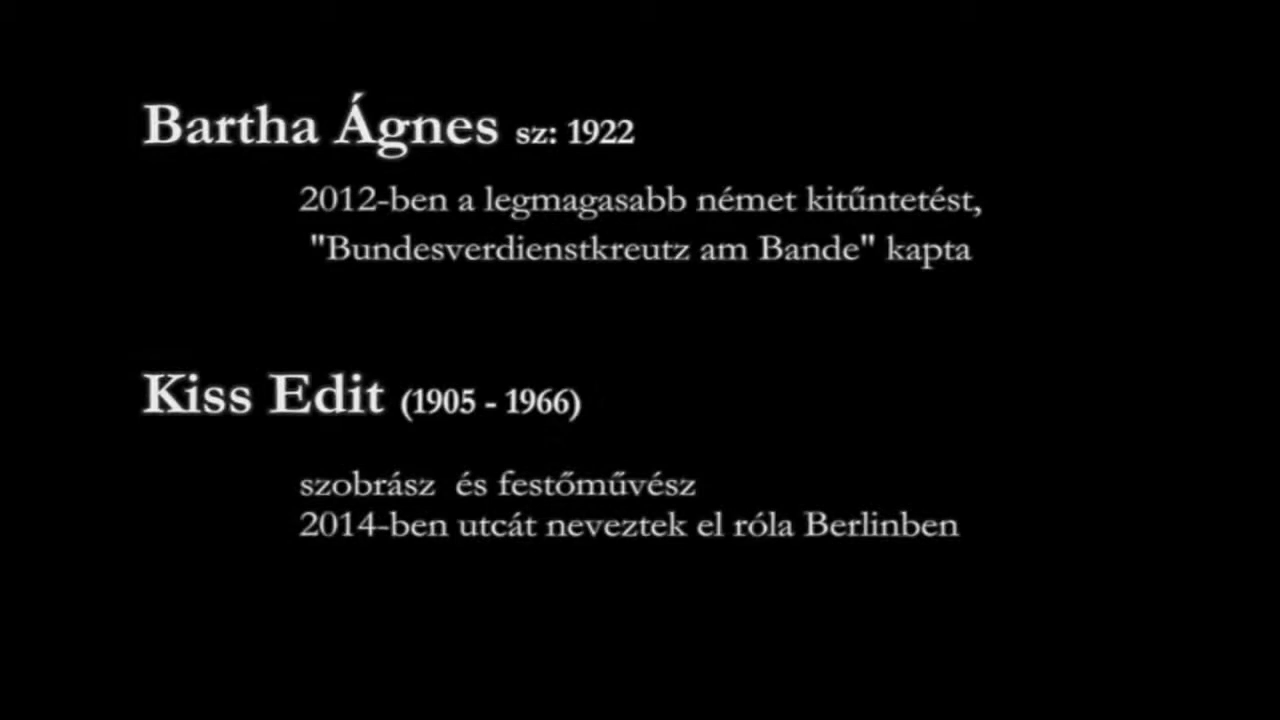 Bartha Ágnes sz: 1922
2012-ben a legmagasabb német kitűntetést,
"Bundesverdienstkreutz am Bande" kapta
Kiss Edit (1905 - 1966)
szobrász és festőművész
2014-ben utcát neveztek el róla Berlinben